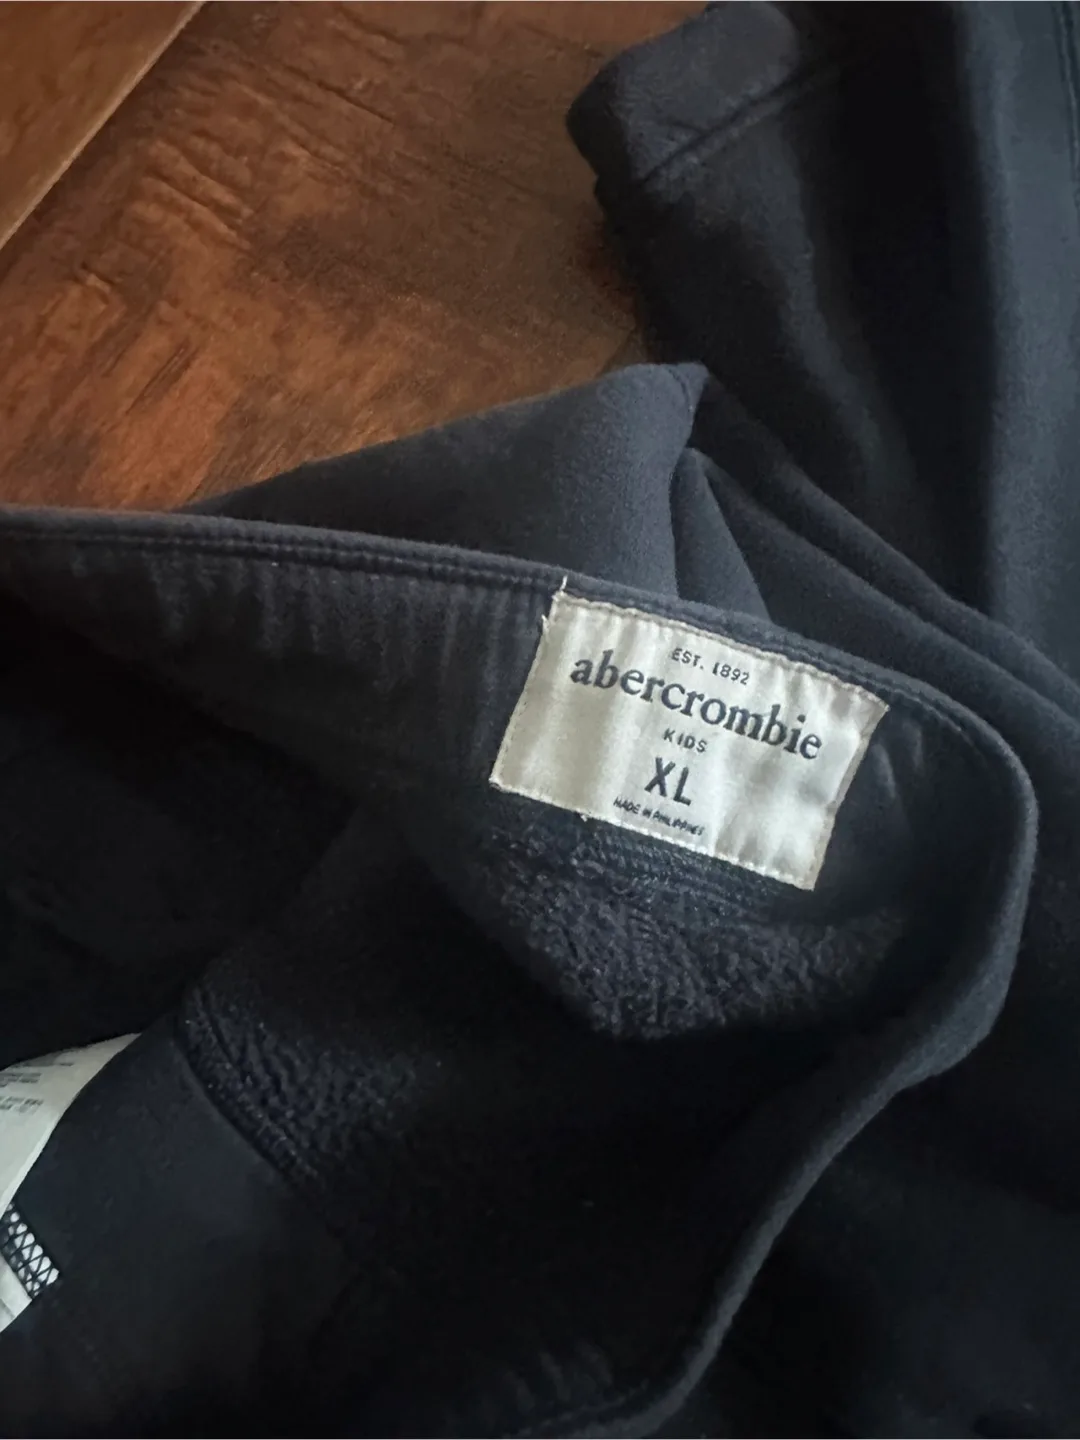 EST. 1892
abercrombie
KIDS
XL
MADE IN PHILIPPINES